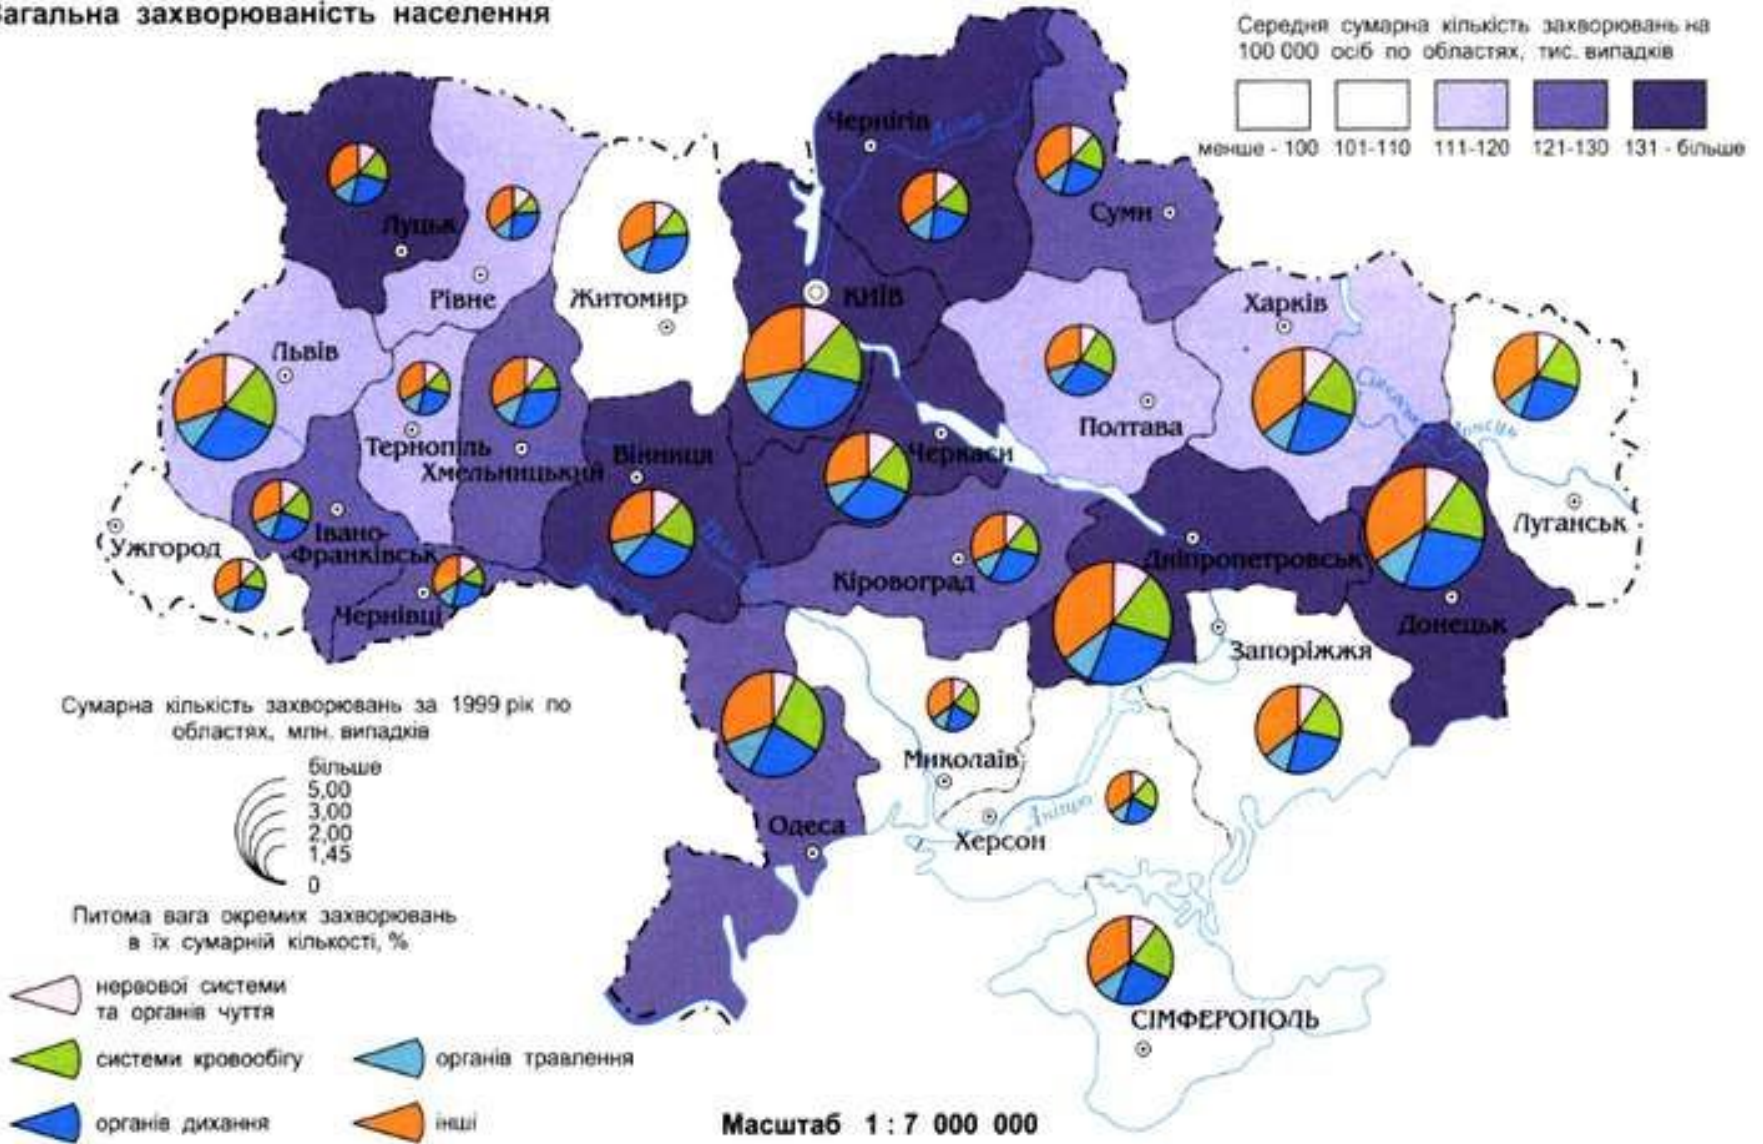 Загальна захворюваність населення
Середня сумарна кількість захворювань на
100 000 осіб по областях, тис. випадків
менше - 100 101-110 111-120 121-130 131 - більше
Чернігів
Десна
Суми
Луцьк
Рівне
Житомир
КИЇВ
Харків
Львів
Сіверський Донець
Полтава
Тернопіль
Хмельницький
Вінниця
Черкаси
Луганськ
Ужгород
Івано-
Франківськ
Кіровоград
Дніпропетровськ
Чернівці
Донецьк
Запоріжжя
Миколаїв
Одеса
Херсон
Дніпро
СІМФЕРОПОЛЬ
Сумарна кількість захворювань за 1999 рік по
областях, млн. випадків
більше
5,00
3,00
2,00
1,45
0
Питома вага окремих захворювань
в їх сумарній кількості, %
нервової системи
та органів чуття
системи кровообігу
органів травлення
органів дихання
інші
Масштаб 1 : 7 000 000